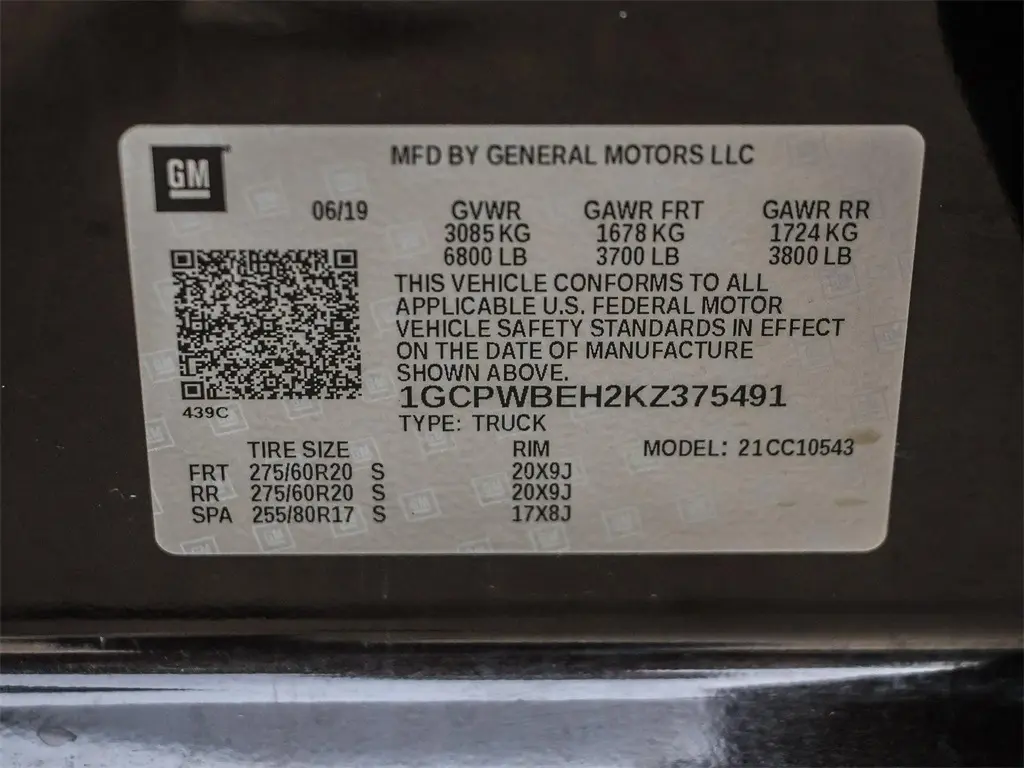 GM
MFD BY GENERAL MOTORS LLC
06/19 GVWR GAWR FRT GAWR RR
3085 KG 1678 KG 1724 KG
6800 LB 3700 LB 3800 LB
THIS VEHICLE CONFORMS TO ALL
APPLICABLE U.S. FEDERAL MOTOR
VEHICLE SAFETY STANDARDS IN EFFECT
ON THE DATE OF MANUFACTURE
SHOWN ABOVE.
1GCPWBEH2KZ375491
439C
TYPE: TRUCK
TIRE SIZE RIM MODEL: 21CC10543
FRT 275/60R20 S 20X9J
RR 275/60R20 S 20X9J
SPA 255/80R17 S 17X8J